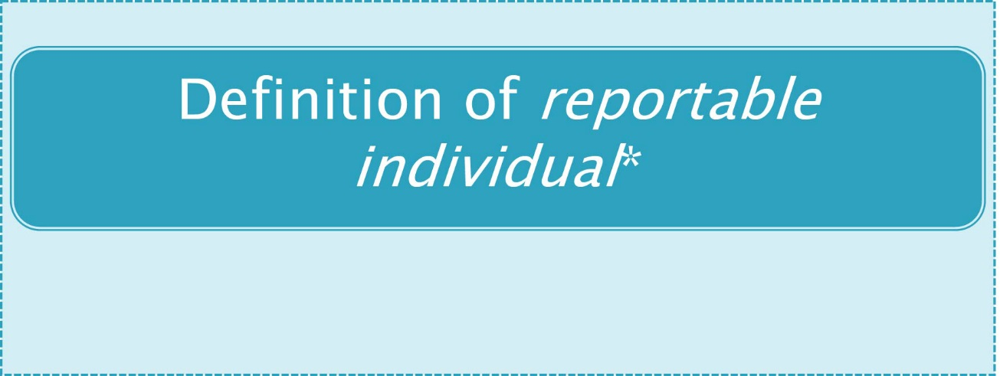 Definition of reportable
individual*